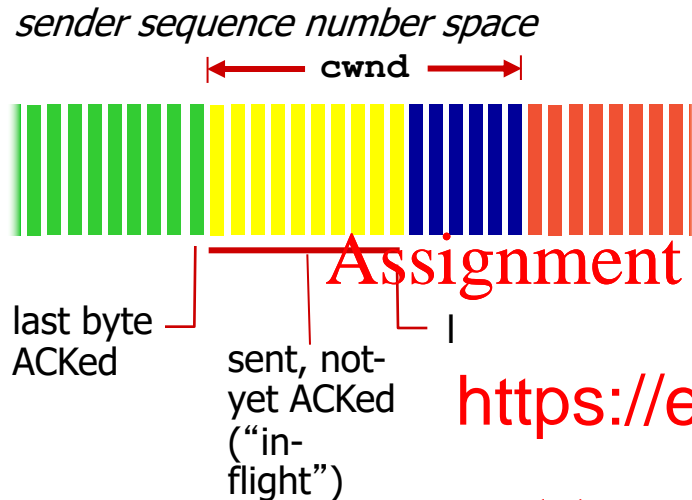 sender sequence number space
cwnd
Assignment
last byte
ACKed
sent, not-
yet ACKed
("in-
flight")
l
https://e